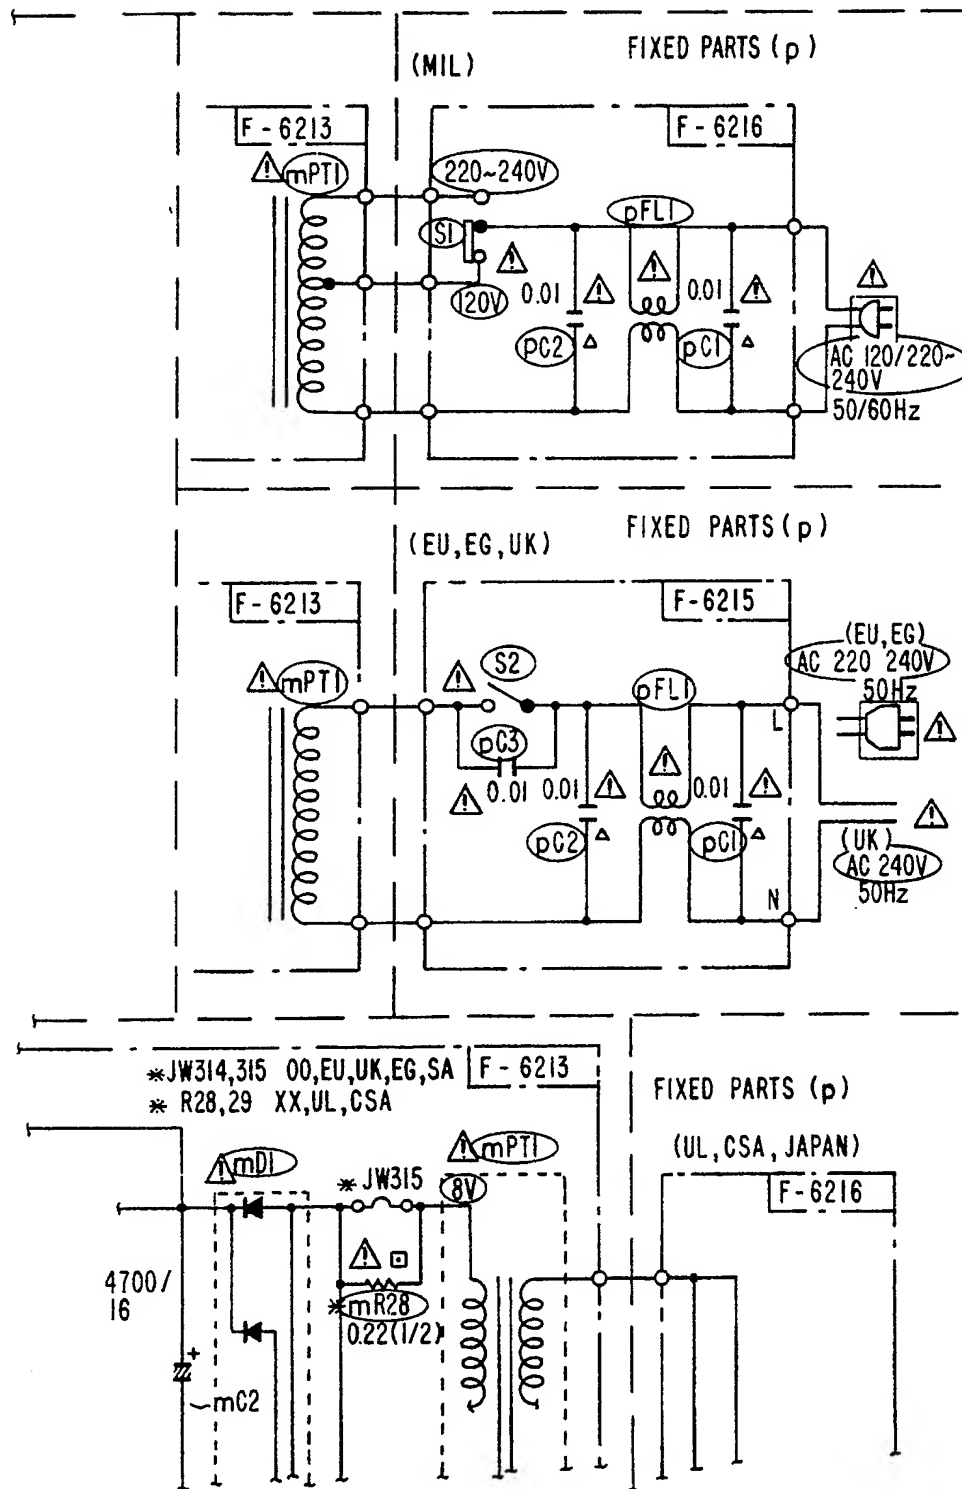 FIXED PARTS (p)
(MIL)
F-6213
F-6216
mPT1
220~240V
pFL1
S1
0.01
0.01
120V
pC2
pC1
AC 120/220~
240V
50/60Hz
FIXED PARTS (p)
(EU,EG,UK)
F-6213
F-6215
(EU,EG)
AC 220 240V
50Hz
S2
mPT1
pFL1
L
pC3
0.01 0.01
0.01
pC2
pC1
(UK)
AC 240V
50Hz
N
*JW314,315 00,EU,UK,EG,SA
* R28,29 XX,UL,CSA
F-6213
FIXED PARTS (p)
(UL,CSA,JAPAN)
F-6216
mD1
* JW315
mPT1
8V
4700/
16
*mR28
0.22(1/2)
+
mC2